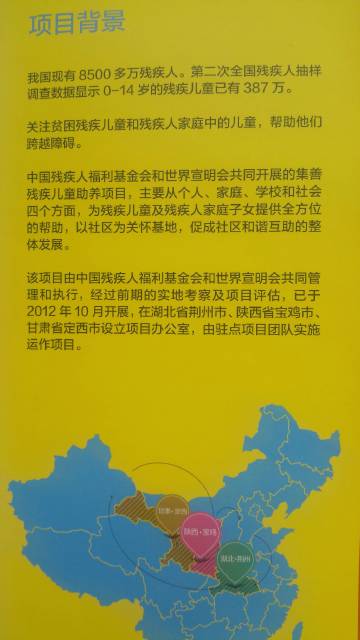 项目背景
我国现有 8500 多万残疾人。第二次全国残疾人抽样
调查数据显示 0-14 岁的残疾儿童已有 387 万。
关注贫困残疾儿童和残疾人家庭中的儿童，帮助他们
跨越障碍。
中国残疾人福利基金会和世界宣明会共同开展的集善
残疾儿童助养项目，主要从个人、家庭、学校和社会
四个方面，为残疾儿童及残疾人家庭子女提供全方位
的帮助，以社区为关怀基地，促成社区和谐互助的整
体发展。
该项目由中国残疾人福利基金会和世界宣明会共同管
理和执行，经过前期的实地考察及项目评估，已于
2012 年 10 月开展，在湖北省荆州市、陕西省宝鸡市、
甘肃省定西市设立项目办公室，由驻点项目团队实施
运作项目。
甘肃·定西
陕西·宝鸡
湖北·荆州